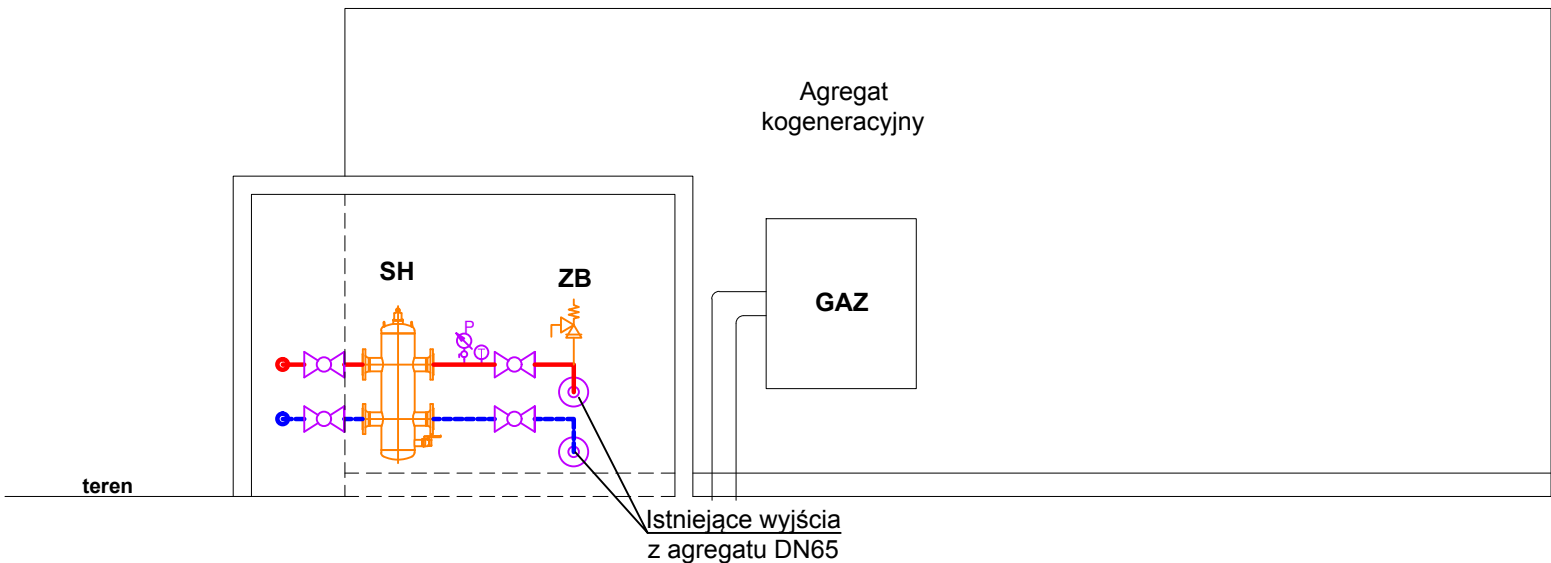 Agregat
kogeneracyjny
SH
ZB
GAZ
P
T
teren
Istniejące wyjścia
z agregatu DN65